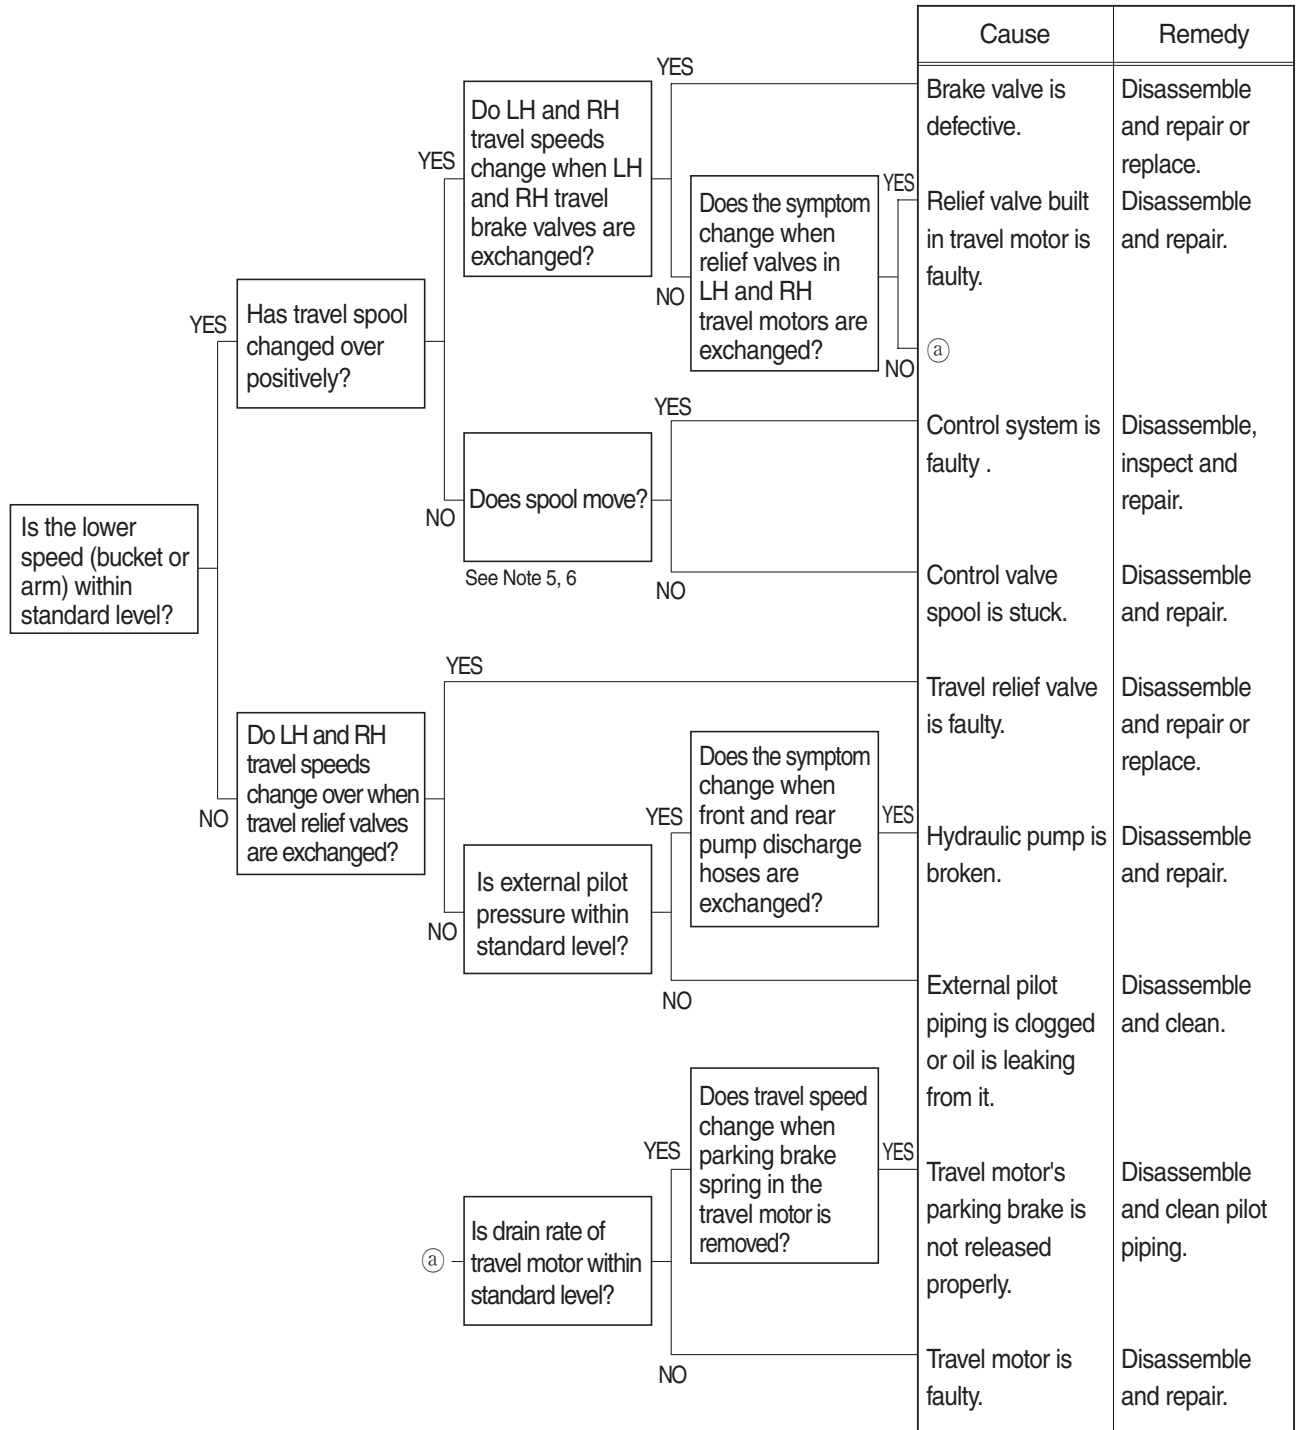 Cause
Remedy
YES
Do LH and RH
travel speeds
change when LH
and RH travel
brake valves are
exchanged?
Brake valve is
defective.
Disassemble
and repair or
replace.
YES
Does the symptom
change when
relief valves in
LH and RH
travel motors are
exchanged?
YES
Relief valve built
in travel motor is
faulty.
Disassemble
and repair.
NO
NO
ⓐ
YES
Has travel spool
changed over
positively?
YES
Control system is
faulty .
Disassemble,
inspect and
repair.
NO
Does spool move?
See Note 5, 6
NO
Control valve
spool is stuck.
Disassemble
and repair.
Is the lower
speed (bucket or
arm) within
standard level?
YES
Travel relief valve
is faulty.
Disassemble
and repair or
replace.
NO
Do LH and RH
travel speeds
change over when
travel relief valves
are exchanged?
YES
Does the symptom
change when
front and rear
pump discharge
hoses are
exchanged?
YES
Hydraulic pump is
broken.
Disassemble
and repair.
NO
Is external pilot
pressure within
standard level?
NO
External pilot
piping is clogged
or oil is leaking
from it.
Disassemble
and clean.
YES
Does travel speed
change when
parking brake
spring in the
travel motor is
removed?
YES
Travel motor's
parking brake is
not released
properly.
Disassemble
and clean pilot
piping.
ⓐ
Is drain rate of
travel motor within
standard level?
NO
Travel motor is
faulty.
Disassemble
and repair.